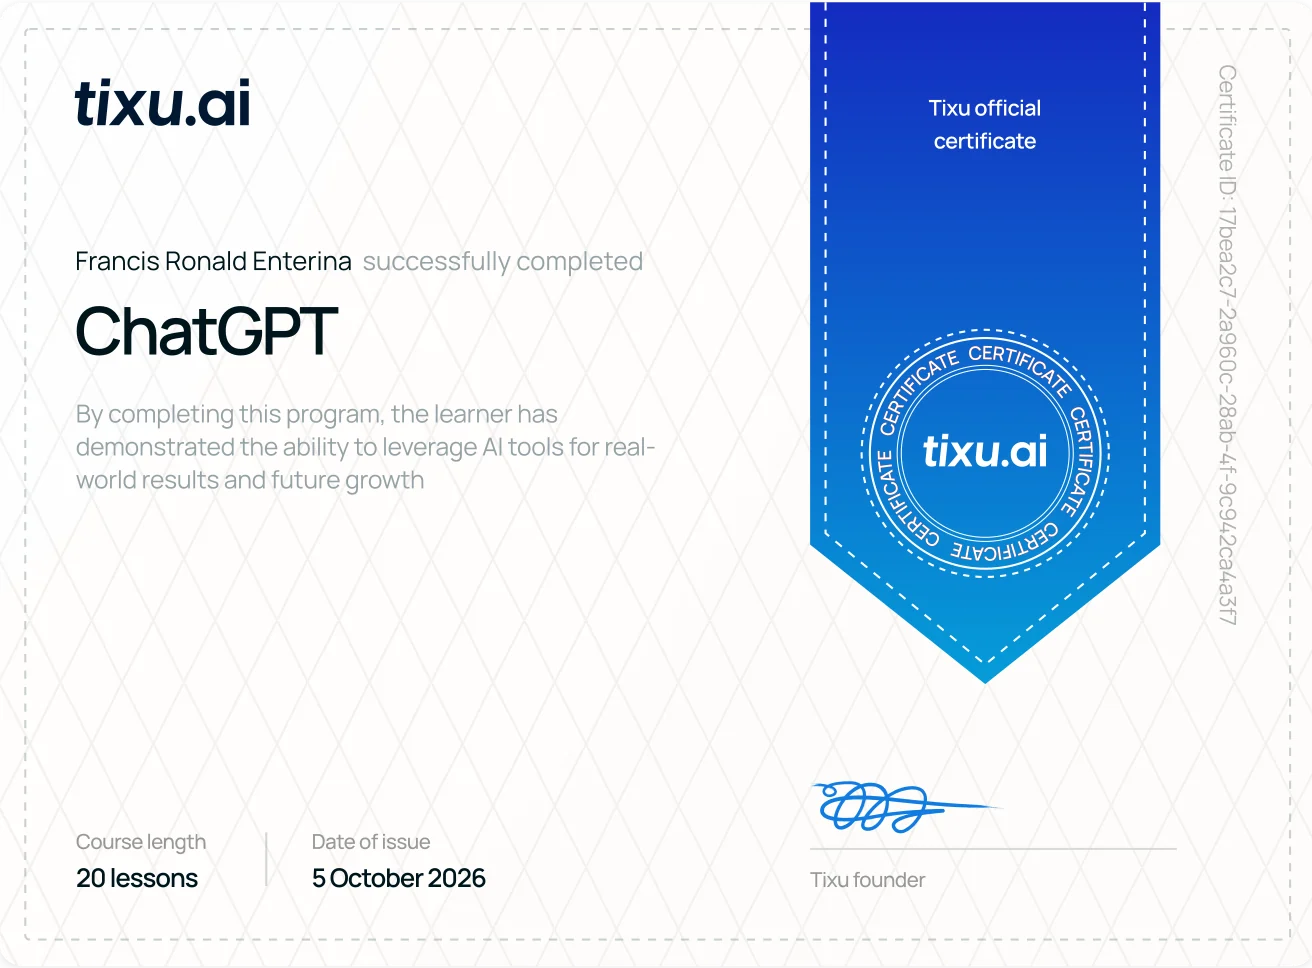 tixu.ai
Tixu official
certificate
Francis Ronald Enterina successfully completed
ChatGPT
By completing this program, the learner has
demonstrated the ability to leverage AI tools for real-
world results and future growth
CERTIFICATE CERTIFICATE CERTIFICATE CERTIFICATE CERTIFICATE
tixu.ai
Certificate ID: 17bea2c7-2a960c-28ab-4f-9c942ca4a3f7
Course length
20 lessons
Date of issue
5 October 2026
Tixu founder